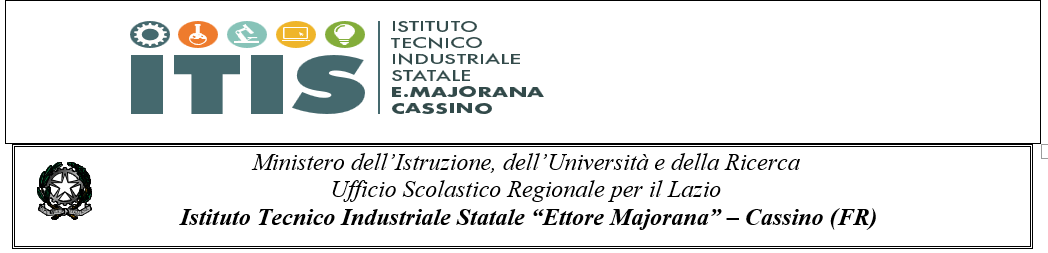 ITIS
ISTITUTO
TECNICO
INDUSTRIALE
STATALE
E.MAJORANA
CASSINO
Ministero dell’Istruzione, dell’Università e della Ricerca
Ufficio Scolastico Regionale per il Lazio
Istituto Tecnico Industriale Statale “Ettore Majorana” – Cassino (FR)